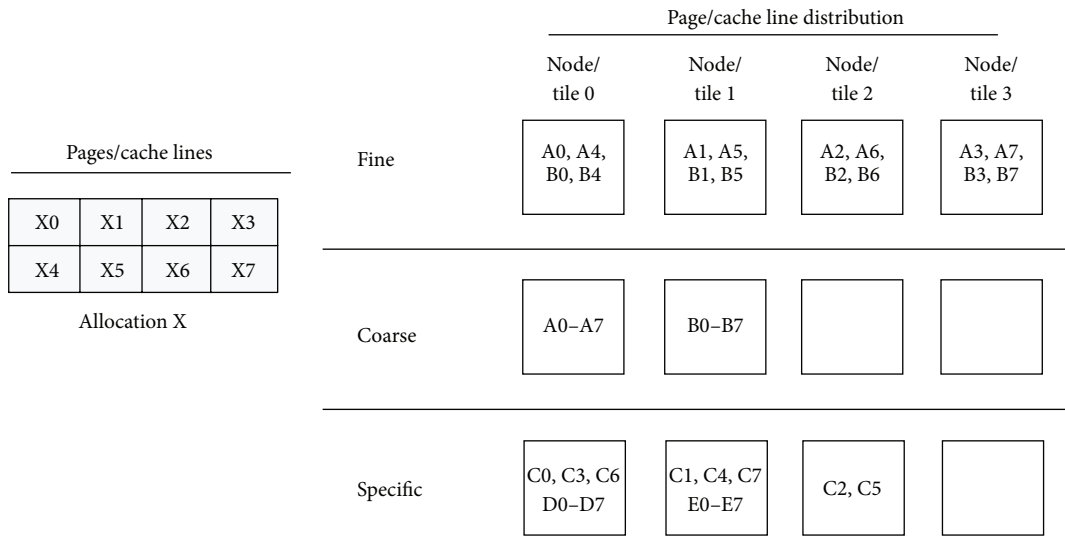 Page/cache line distribution
Node/ Node/ Node/ Node/
tile 0 tile 1 tile 2 tile 3
Pages/cache lines
X0 X1 X2 X3
X4 X5 X6 X7
Allocation X
Fine
A0, A4,
B0, B4
A1, A5,
B1, B5
A2, A6,
B2, B6
A3, A7,
B3, B7
Coarse
A0–A7
B0–B7
Specific
C0, C3, C6
D0–D7
C1, C4, C7
E0–E7
C2, C5